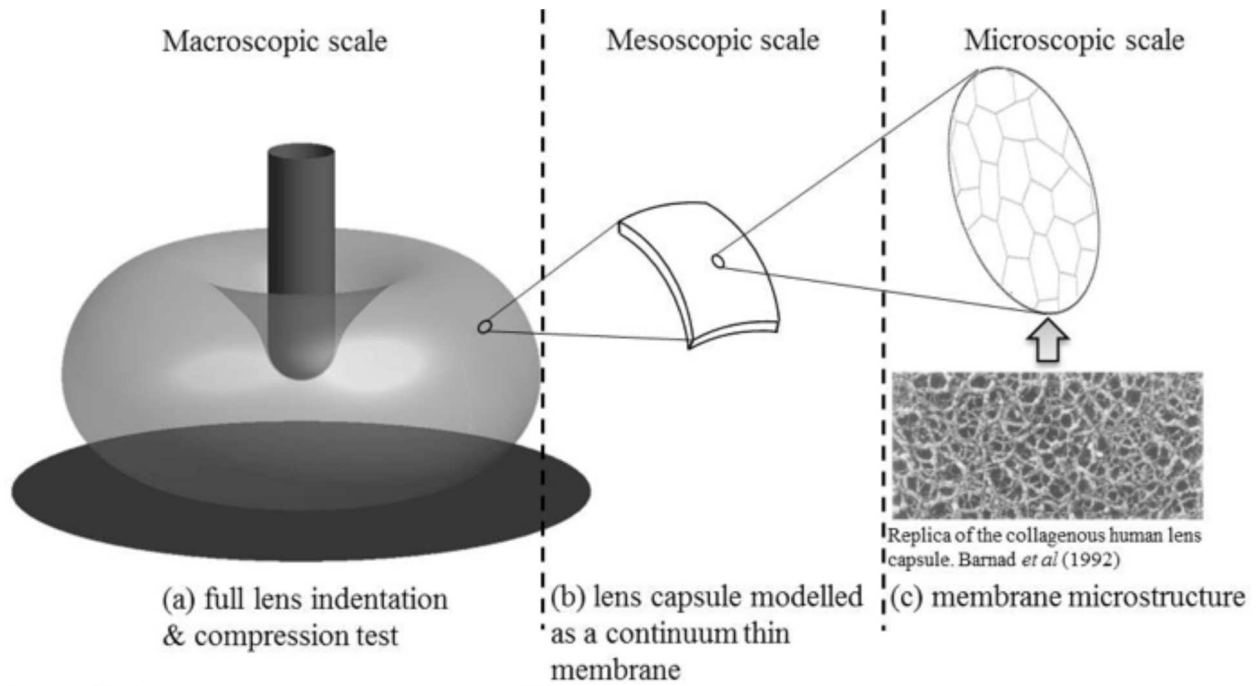 Macroscopic scale
Mesoscopic scale
Microscopic scale
Replica of the collagenous human lens
capsule. Barnad et al (1992)
(a) full lens indentation
& compression test
(b) lens capsule modelled
as a continuum thin
membrane
(c) membrane microstructure